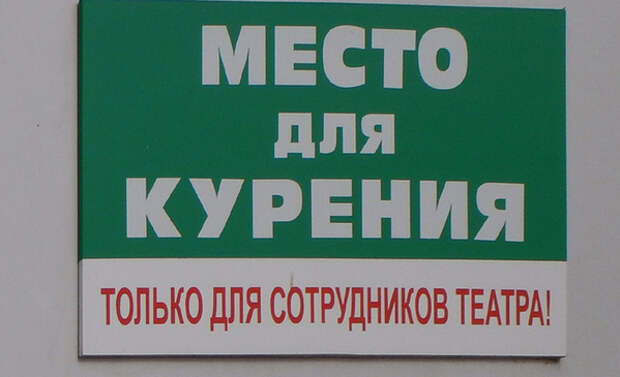 МЕСТО
ДЛЯ
КУРЕНИЯ
ТОЛЬКО ДЛЯ СОТРУДНИКОВ ТЕАТРА!